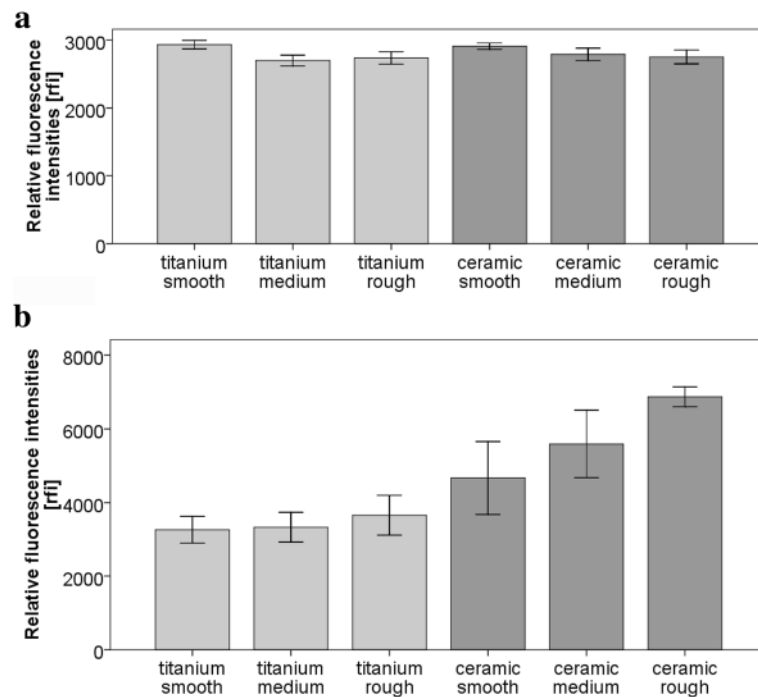 a
Relative fluorescence
intensities [rfi]
3000
2000
1000
0
titanium
smooth
titanium
medium
titanium
rough
ceramic
smooth
ceramic
medium
ceramic
rough
b
Relative fluorescence intensities
[rfi]
8000
6000
4000
2000
0
titanium
smooth
titanium
medium
titanium
rough
ceramic
smooth
ceramic
medium
ceramic rough